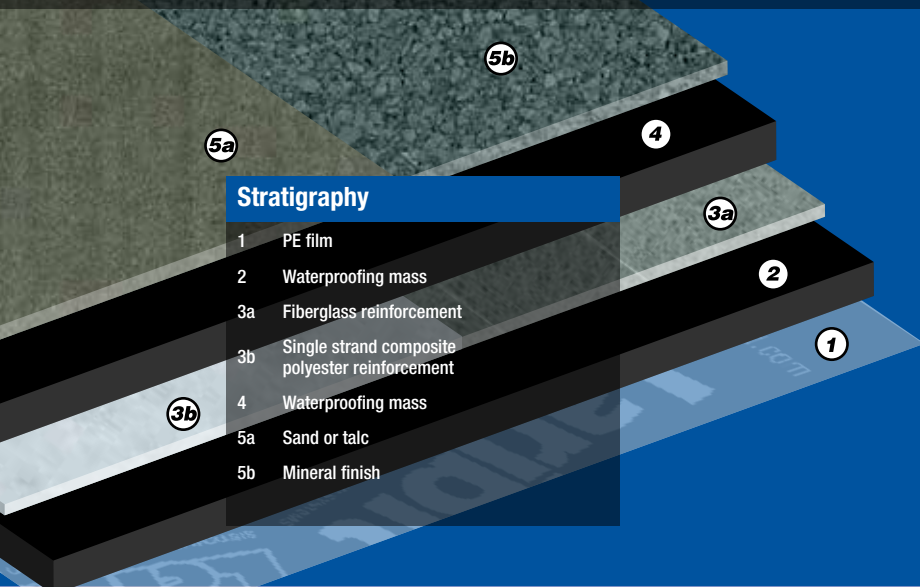 5b
4
5a
Stratigraphy
3a
1 PE film
2 Waterproofing mass
2
3a Fiberglass reinforcement
1
3b Single strand composite
polyester reinforcement
3b
4 Waterproofing mass
5a Sand or talc
5b Mineral finish
.com